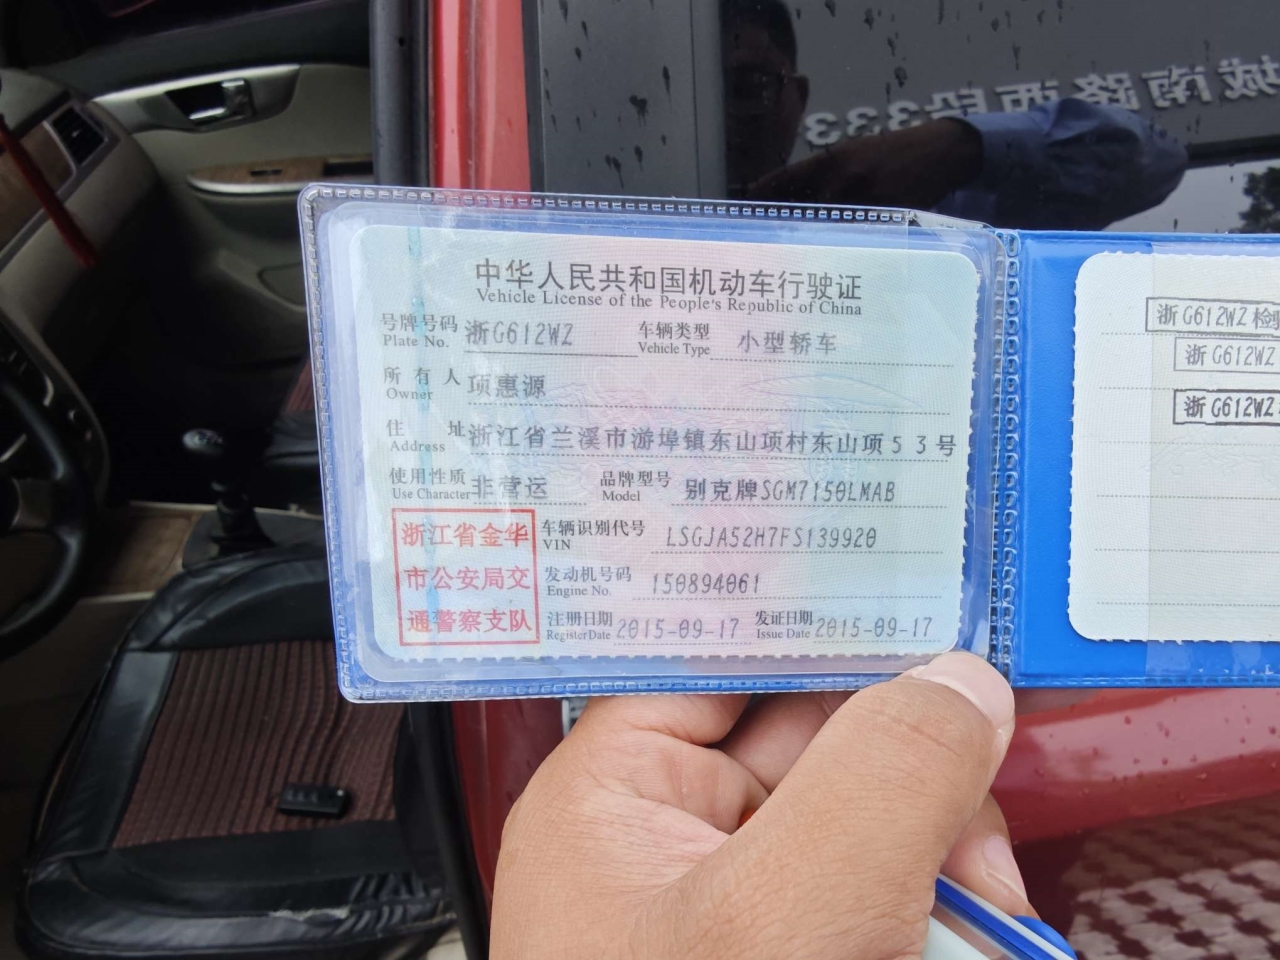 城南路西段333
中华人民共和国机动车行驶证
Vehicle License of the People's Republic of China
号牌号码 浙G612WZ 车辆类型 小型轿车
Plate No. Vehicle Type
所有人 项惠源
Owner
住址 浙江省兰溪市游埠镇东山项村东山项53号
Address
使用性质 非营运 品牌型号 别克牌SGM7150LMAB
Use Character Model
浙江省金华
市公安局交
通警察支队
车辆识别代号 LSGJA52H7FS139920
VIN
发动机号码 150894061
Engine No.
注册日期 2015-09-17 发证日期 2015-09-17
Register Date Issue Date
浙G612WZ 检
浙G612WZ
浙G612WZ